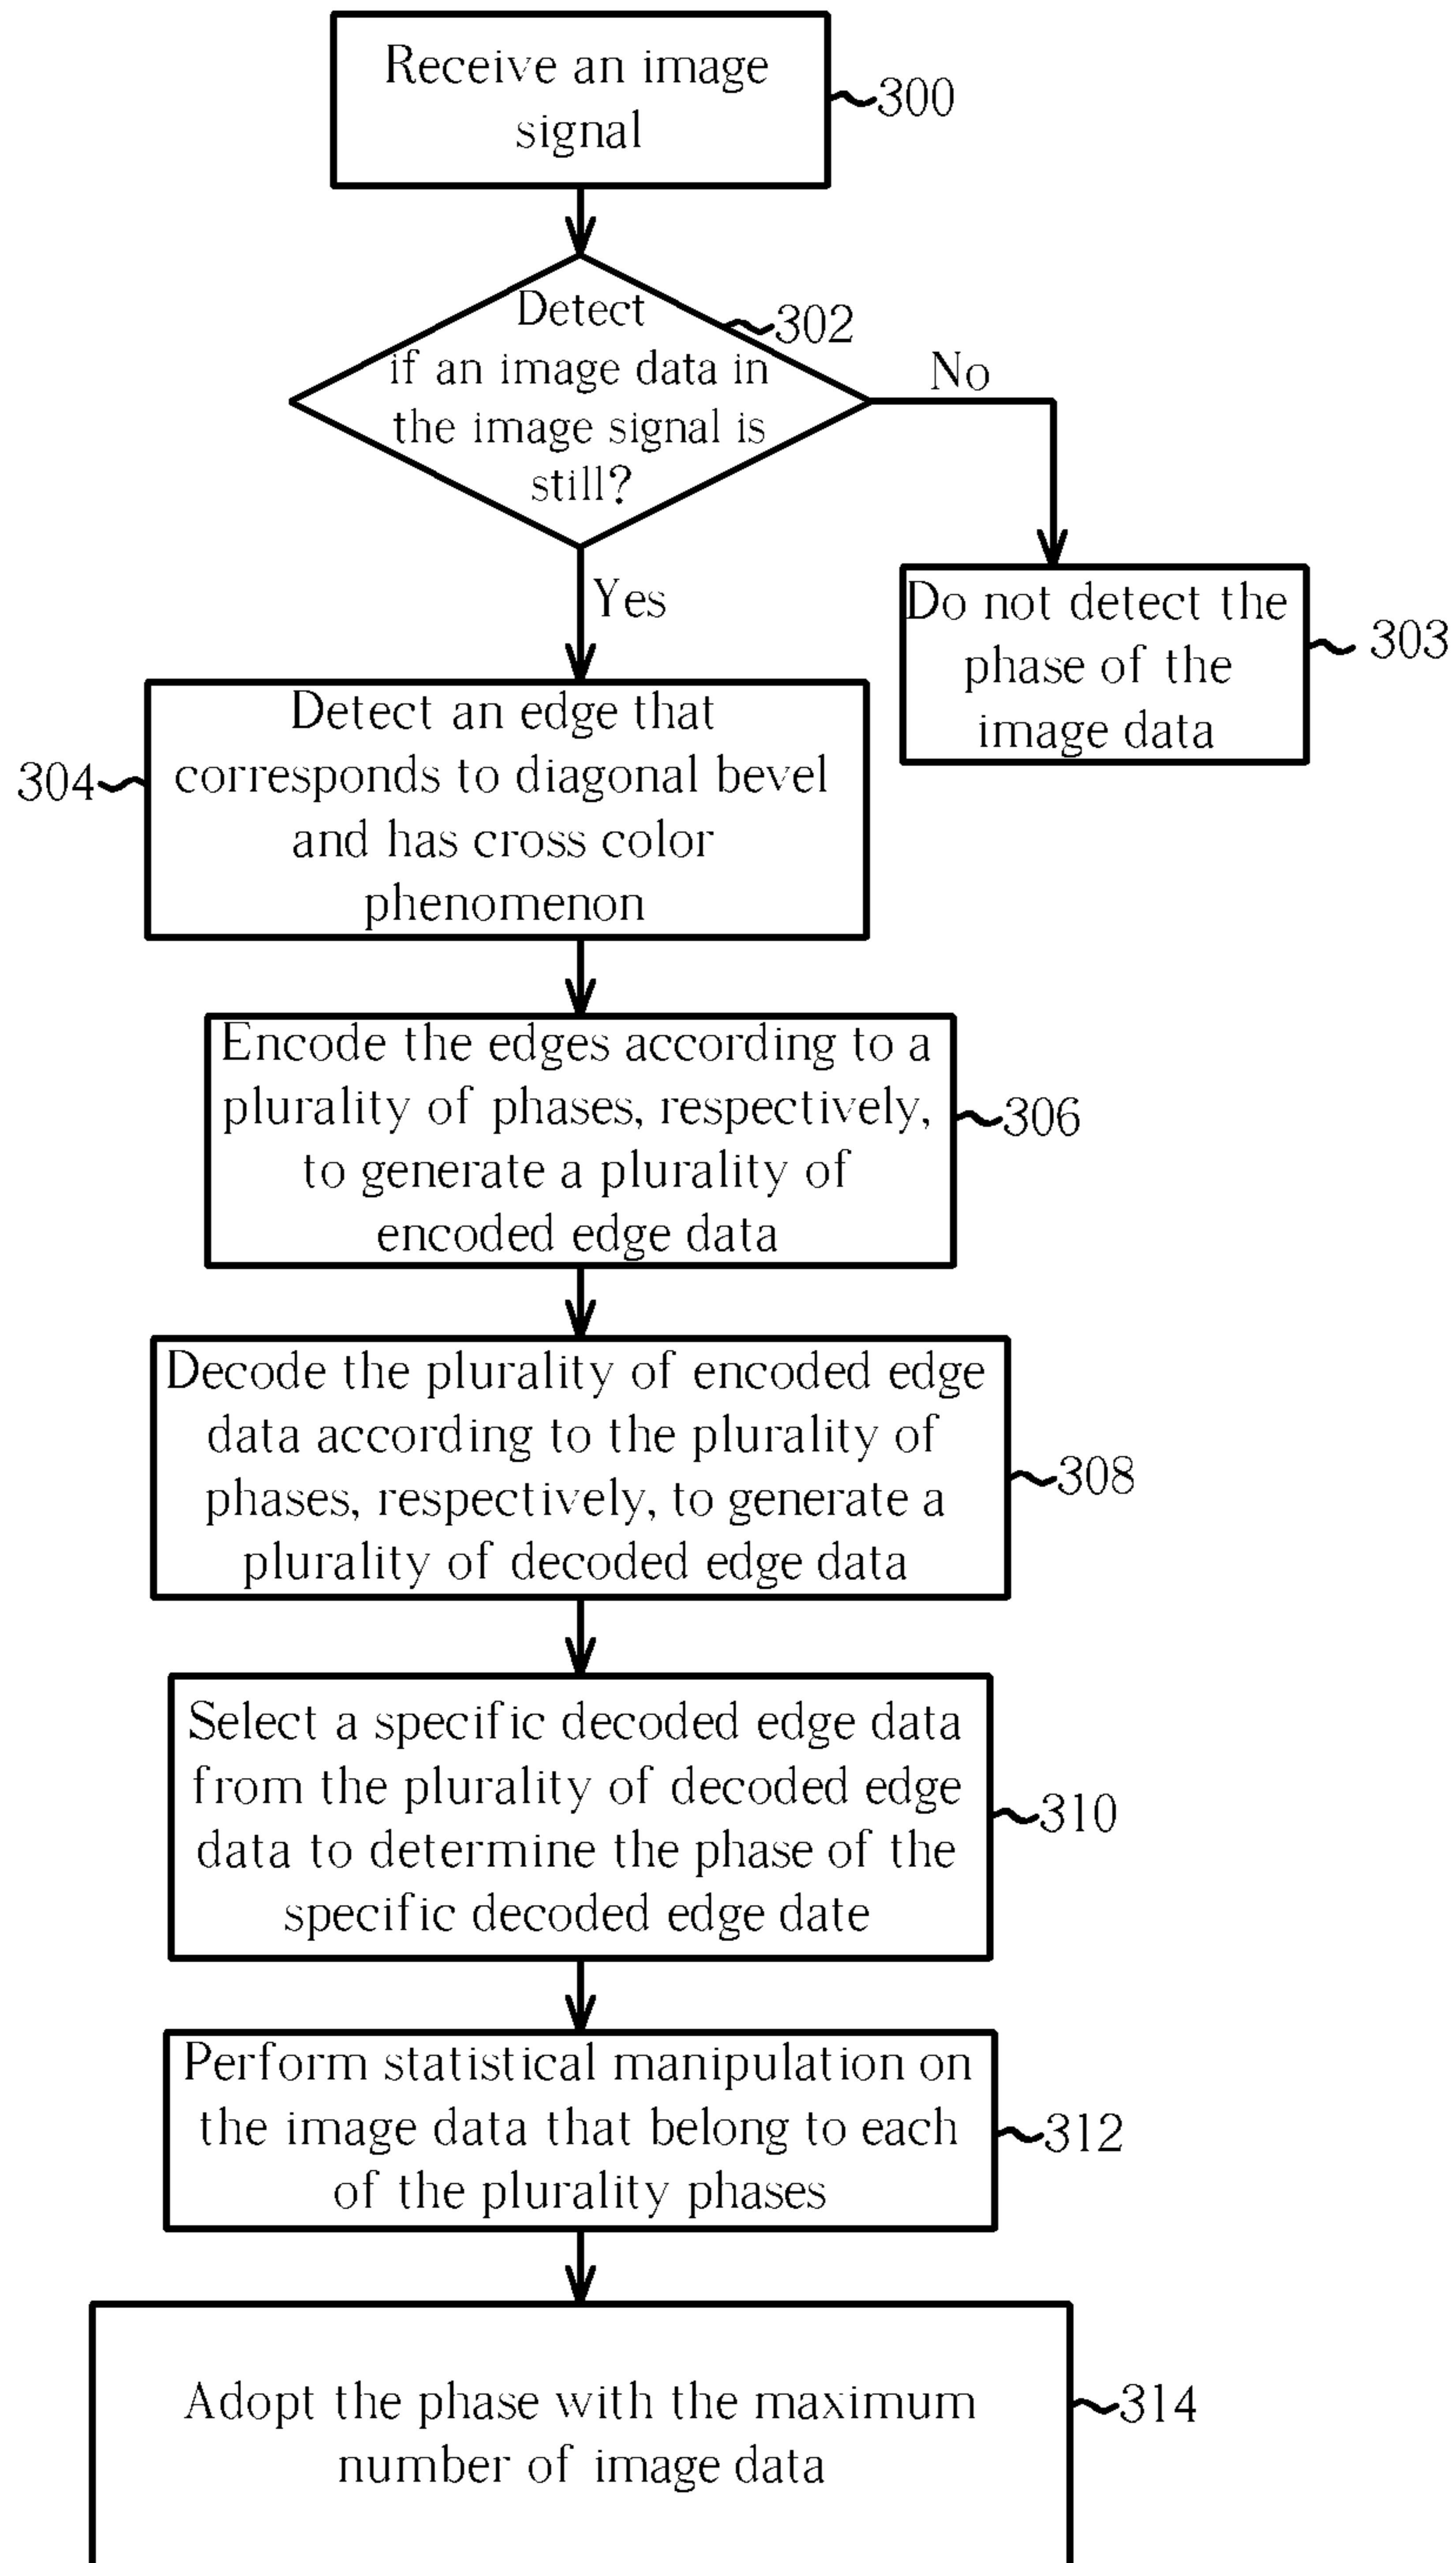 Receive an image
signal
300
Detect
if an image data in
the image signal is
still?
302
No
Yes
Do not detect the
phase of the
image data
303
Detect an edge that
corresponds to diagonal bevel
and has cross color
phenomenon
304
Encode the edges according to a
plurality of phases, respectively,
to generate a plurality of
encoded edge data
306
Decode the plurality of encoded edge
data according to the plurality of
phases, respectively, to generate a
plurality of decoded edge data
308
Select a specific decoded edge data
from the plurality of decoded edge
data to determine the phase of the
specific decoded edge date
310
Perform statistical manipulation on
the image data that belong to each
of the plurality phases
312
Adopt the phase with the maximum
number of image data
314